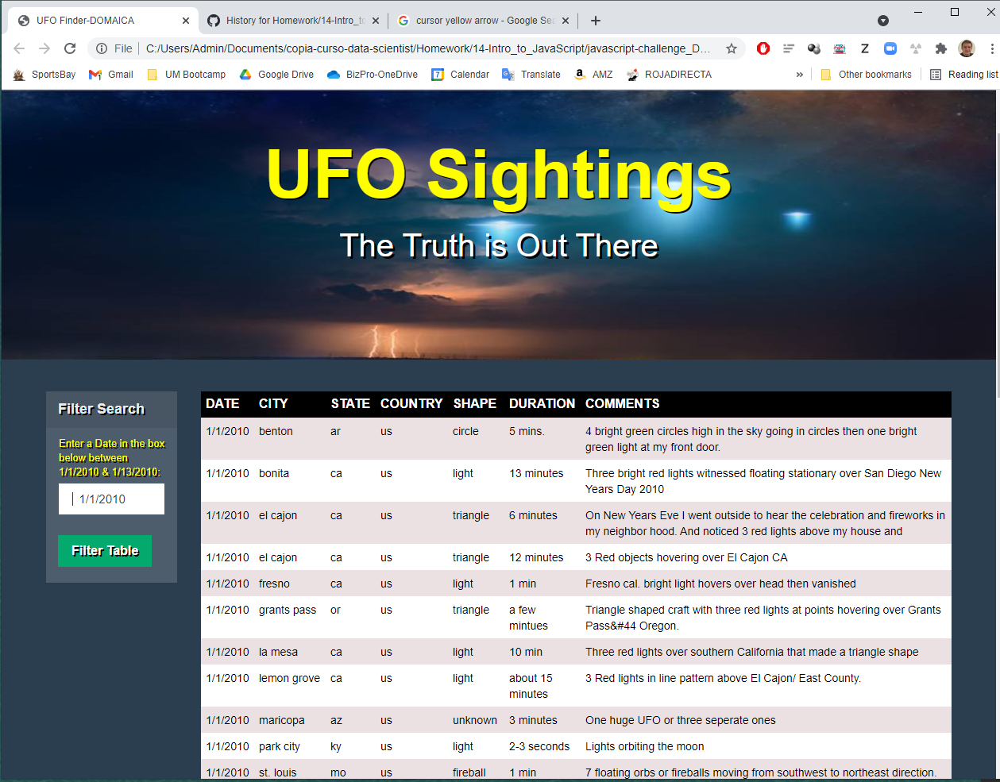 UFO Finder-DOMAICA
History for Homework/14-Intro_to
cursor yellow arrow - Google Sea
File
C:/Users/Admin/Documents/copia-curso-data-scientist/Homework/14-Intro_to_JavaScript/javascript-challenge_D...
SportsBay Gmail UM Bootcamp Google Drive BizPro-OneDrive Calendar Translate AMZ ROJADIRECTA » Other bookmarks Reading list
UFO Sightings
The Truth is Out There
Filter Search
Enter a Date in the box
below between
1/1/2010 & 1/13/2010:
1/1/2010
Filter Table
DATE CITY STATE COUNTRY SHAPE DURATION COMMENTS
1/1/2010 benton ar us circle 5 mins. 4 bright green circles high in the sky going in circles then one bright
green light at my front door.
1/1/2010 bonita ca us light 13 minutes Three bright red lights witnessed floating stationary over San Diego New
Years Day 2010
1/1/2010 el cajon ca us triangle 6 minutes On New Years Eve I went outside to hear the celebration and fireworks in
my neighbor hood. And noticed 3 red lights above my house and
1/1/2010 el cajon ca us triangle 12 minutes 3 Red objects hovering over El Cajon CA
1/1/2010 fresno ca us light 1 min Fresno cal. bright light hovers over head then vanished
1/1/2010 grants pass or us triangle a few Triangle shaped craft with three red lights at points hovering over Grants
mintues Pass&#44 Oregon.
1/1/2010 la mesa ca us light 10 min Three red lights over southern California that made a triangle shape
1/1/2010 lemon grove ca us light about 15 3 Red lights in line pattern above El Cajon/ East County.
minutes
1/1/2010 maricopa az us unknown 3 minutes One huge UFO or three seperate ones
1/1/2010 park city ky us light 2-3 seconds Lights orbiting the moon
1/1/2010 st. louis mo us fireball 1 min 7 floating orbs or fireballs moving from southwest to northeast direction.